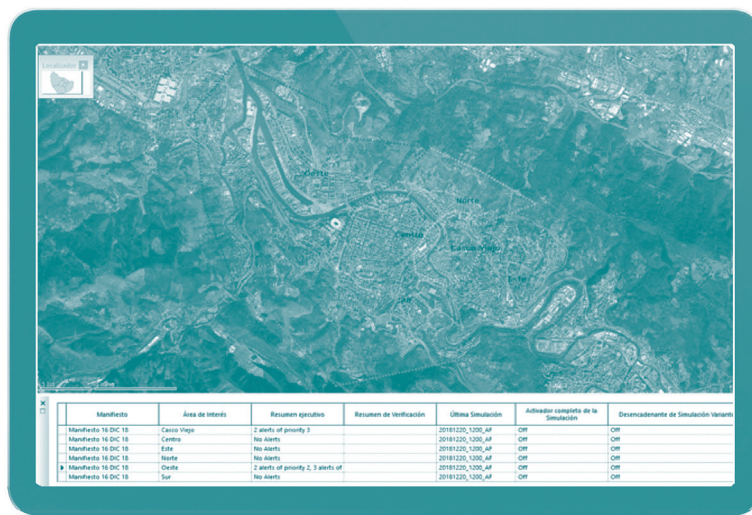 Localizador
Oeste
Norte
Centro
Casco Viejo
Manifiesto Área de Interés Resumen ejecutivo Resumen de Verificación Última Simulación Activador completo de la Simulación Desencadenante de Simulación Variante
Manifiesto 16 DIC 18 Casco Viejo 2 alerts of priority 3 20181220_1200_AF Off Off
Manifiesto 16 DIC 18 Centro No Alerts 20181220_1200_AF Off Off
Manifiesto 16 DIC 18 Este No Alerts 20181220_1200_AF Off Off
Manifiesto 16 DIC 18 Norte No Alerts 20181220_1200_AF Off Off
Manifiesto 16 DIC 18 Oeste 2 alerts of priority 2, 3 alerts of 20181220_1200_AF Off Off
Manifiesto 16 DIC 18 Sur No Alerts 20181220_1200_AF Off Off